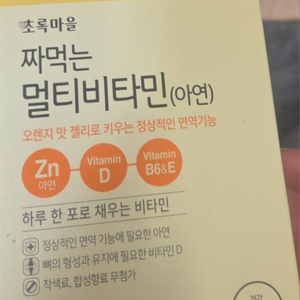 초록마을
짜먹는
멀티비타민(아연)
오렌지 맛 젤리로 키우는 정상적인 면역기능
Zn
아연
Vitamin
D
Vitamin
B6&E
하루 한 포로 채우는 비타민
정상적인 면역 기능에 필요한 아연
뼈의 형성과 유지에 필요한 비타민 D
착색료, 합성향료 무첨가
건강